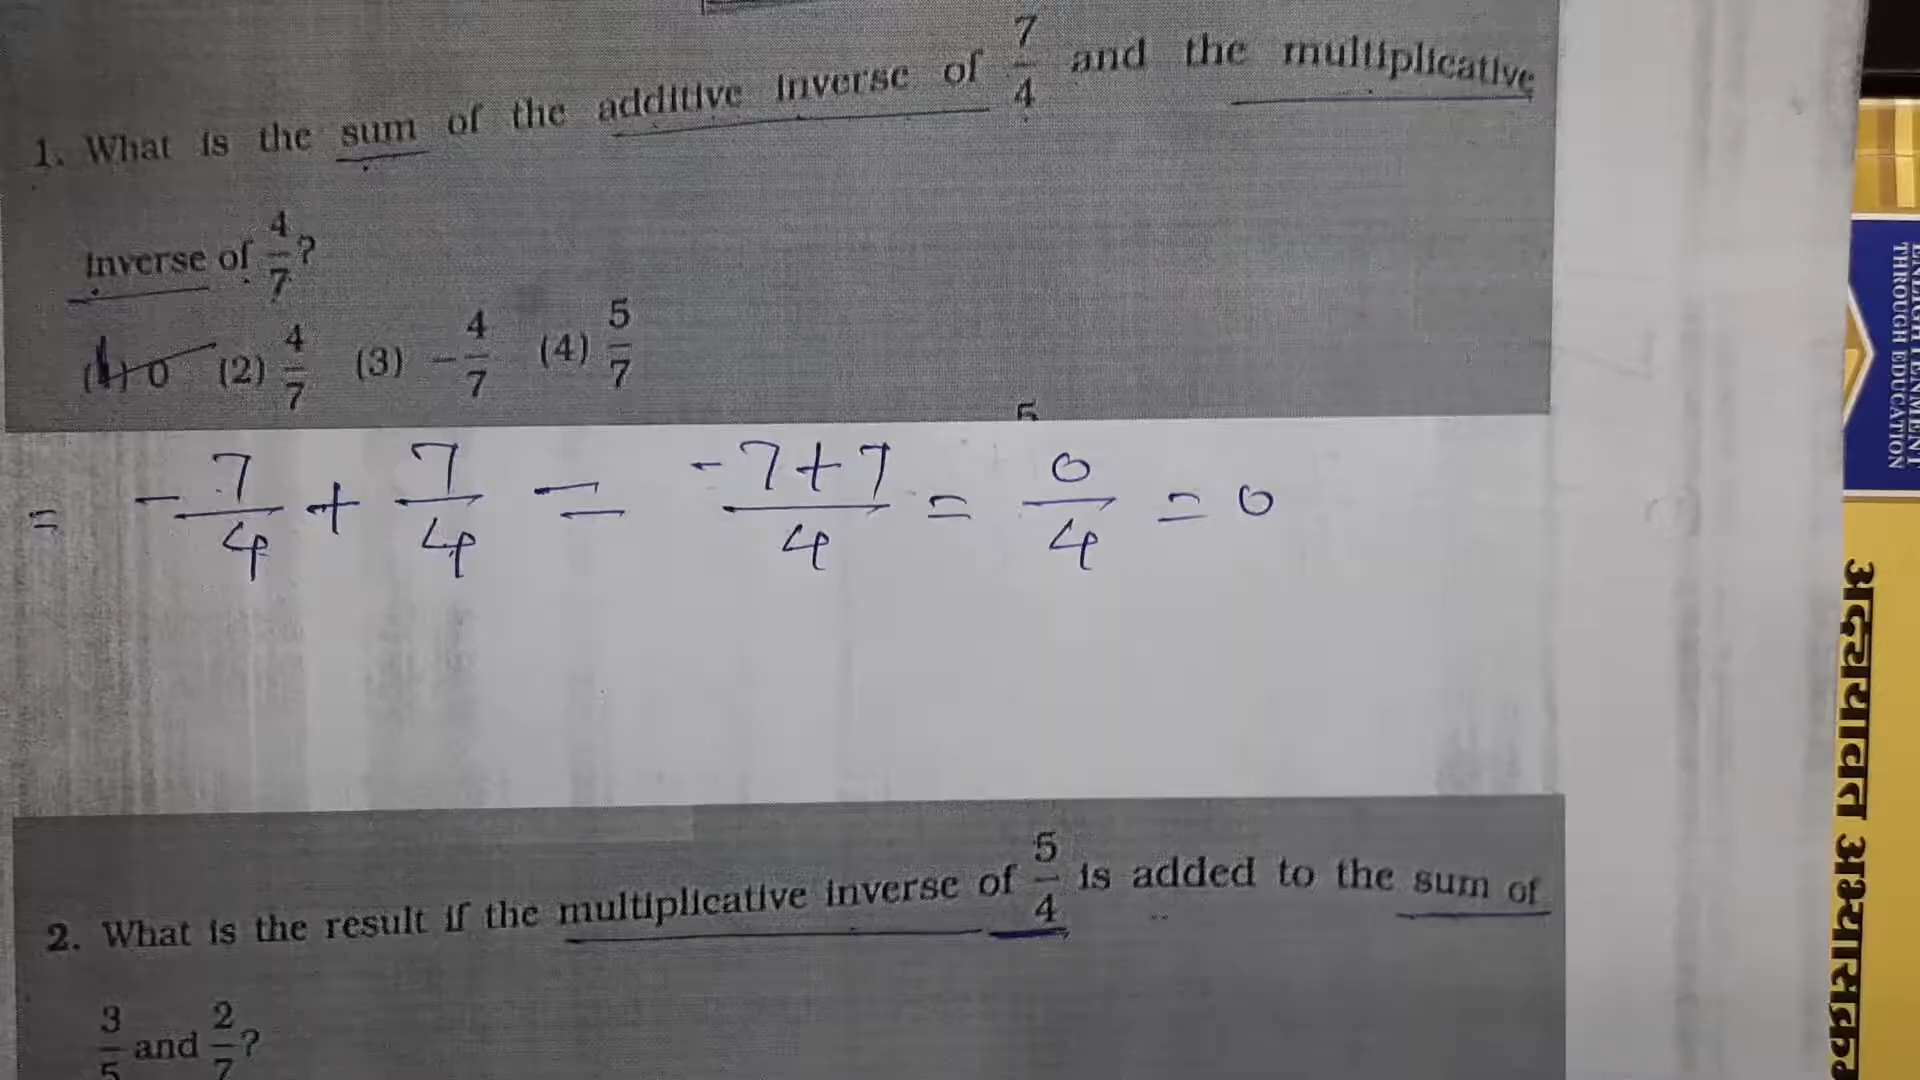 1. What is the sum of the additive inverse of 7/4 and the multiplicative
inverse of 4/7?
(1) 0 (2) 4/7 (3) -4/7 (4) 5/7
= -7/4 + 7/4 = -7+7/4 = 0/4 = 0
2. What is the result if the multiplicative inverse of 5/4 is added to the sum of
3/5 and 2/7?
THROUGH EDUCATION
अद्ययावत अभ्यासक्र